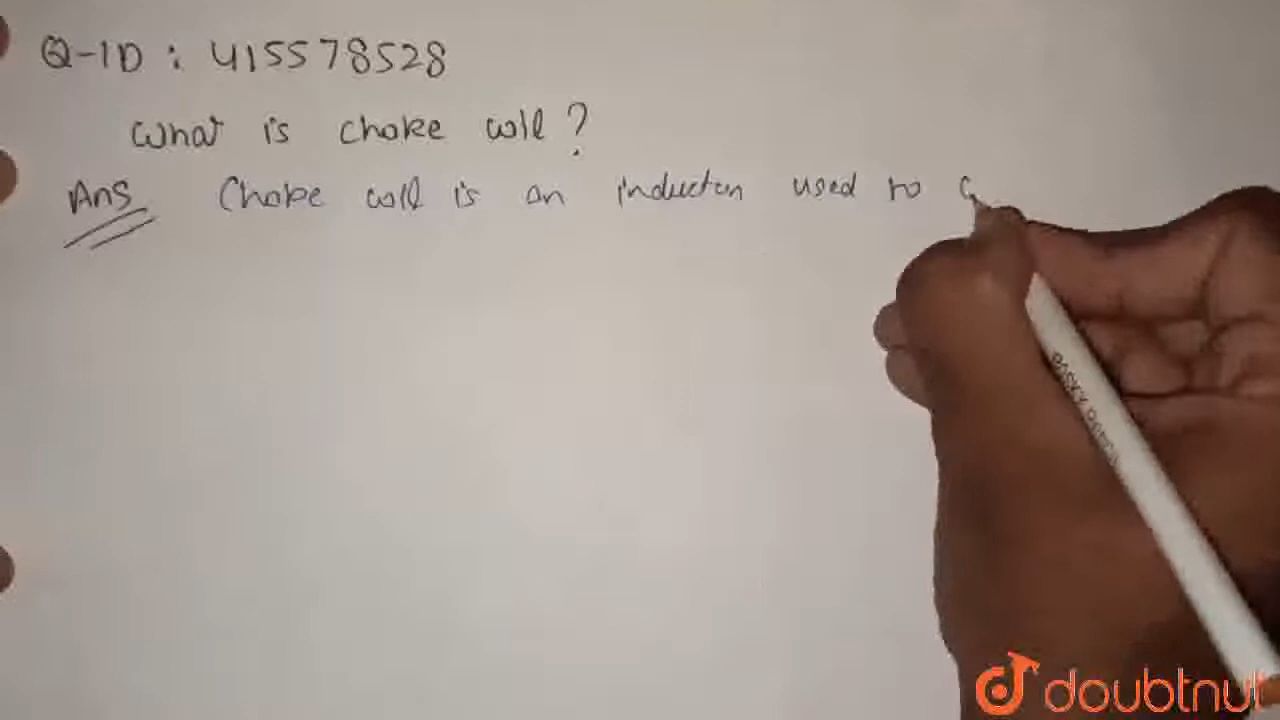 Q-ID : 415578528
What is choke coil ?
Ans Choke coil is an inductor used to
doubtnut